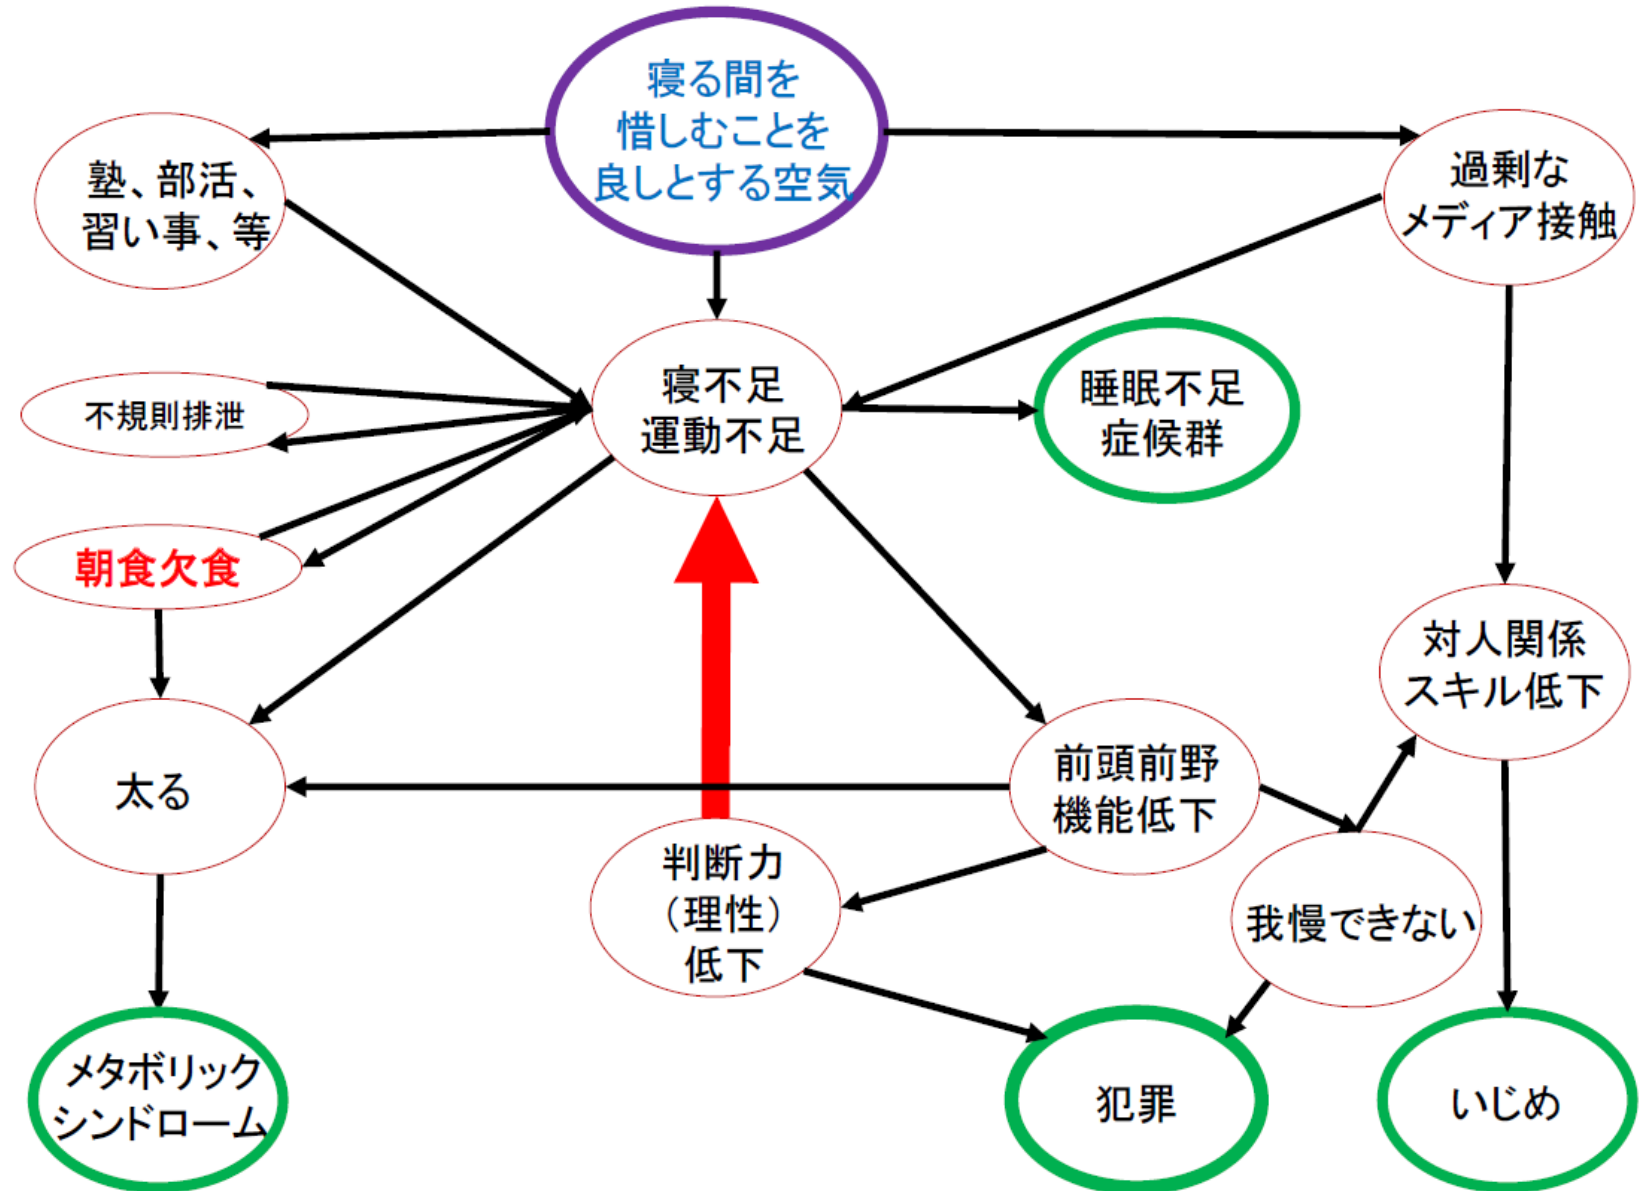 寝る間を
惜しむことを
良しとする空気
塾、部活、
習い事、等
過剰な
メディア接触
寝不足
運動不足
睡眠不足
症候群
不規則排泄
朝食欠食
対人関係
スキル低下
太る
前頭前野
機能低下
判断力
（理性）
低下
我慢できない
メタボリック
シンドローム
犯罪
いじめ